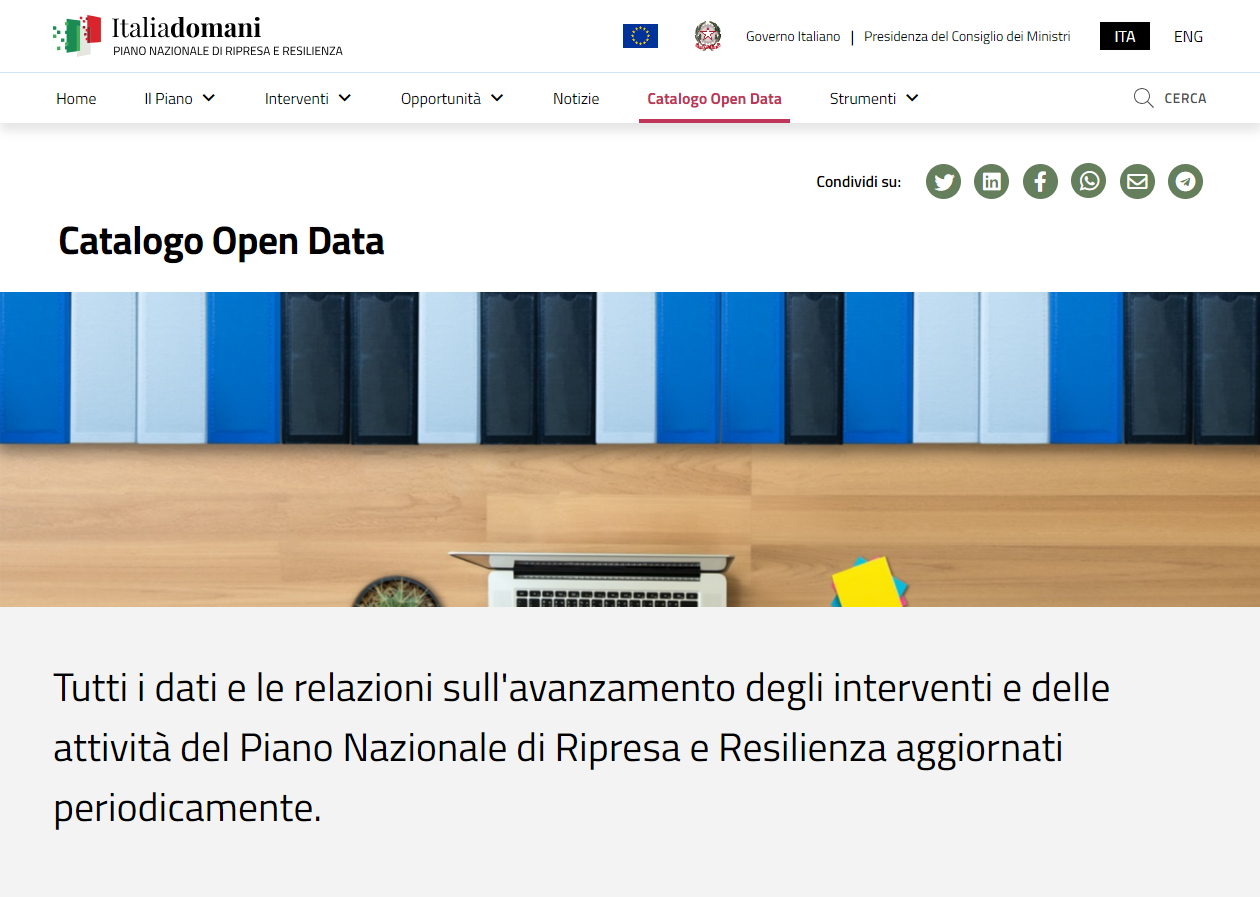 Italiadomani
PIANO NAZIONALE DI RIPRESA E RESILIENZA
Governo Italiano | Presidenza del Consiglio dei Ministri
ITA
ENG
Home
Il Piano
Interventi
Opportunità
Notizie
Catalogo Open Data
Strumenti
CERCA
Condividi su:
Catalogo Open Data
Tutti i dati e le relazioni sull'avanzamento degli interventi e delle
attività del Piano Nazionale di Ripresa e Resilienza aggiornati
periodicamente.